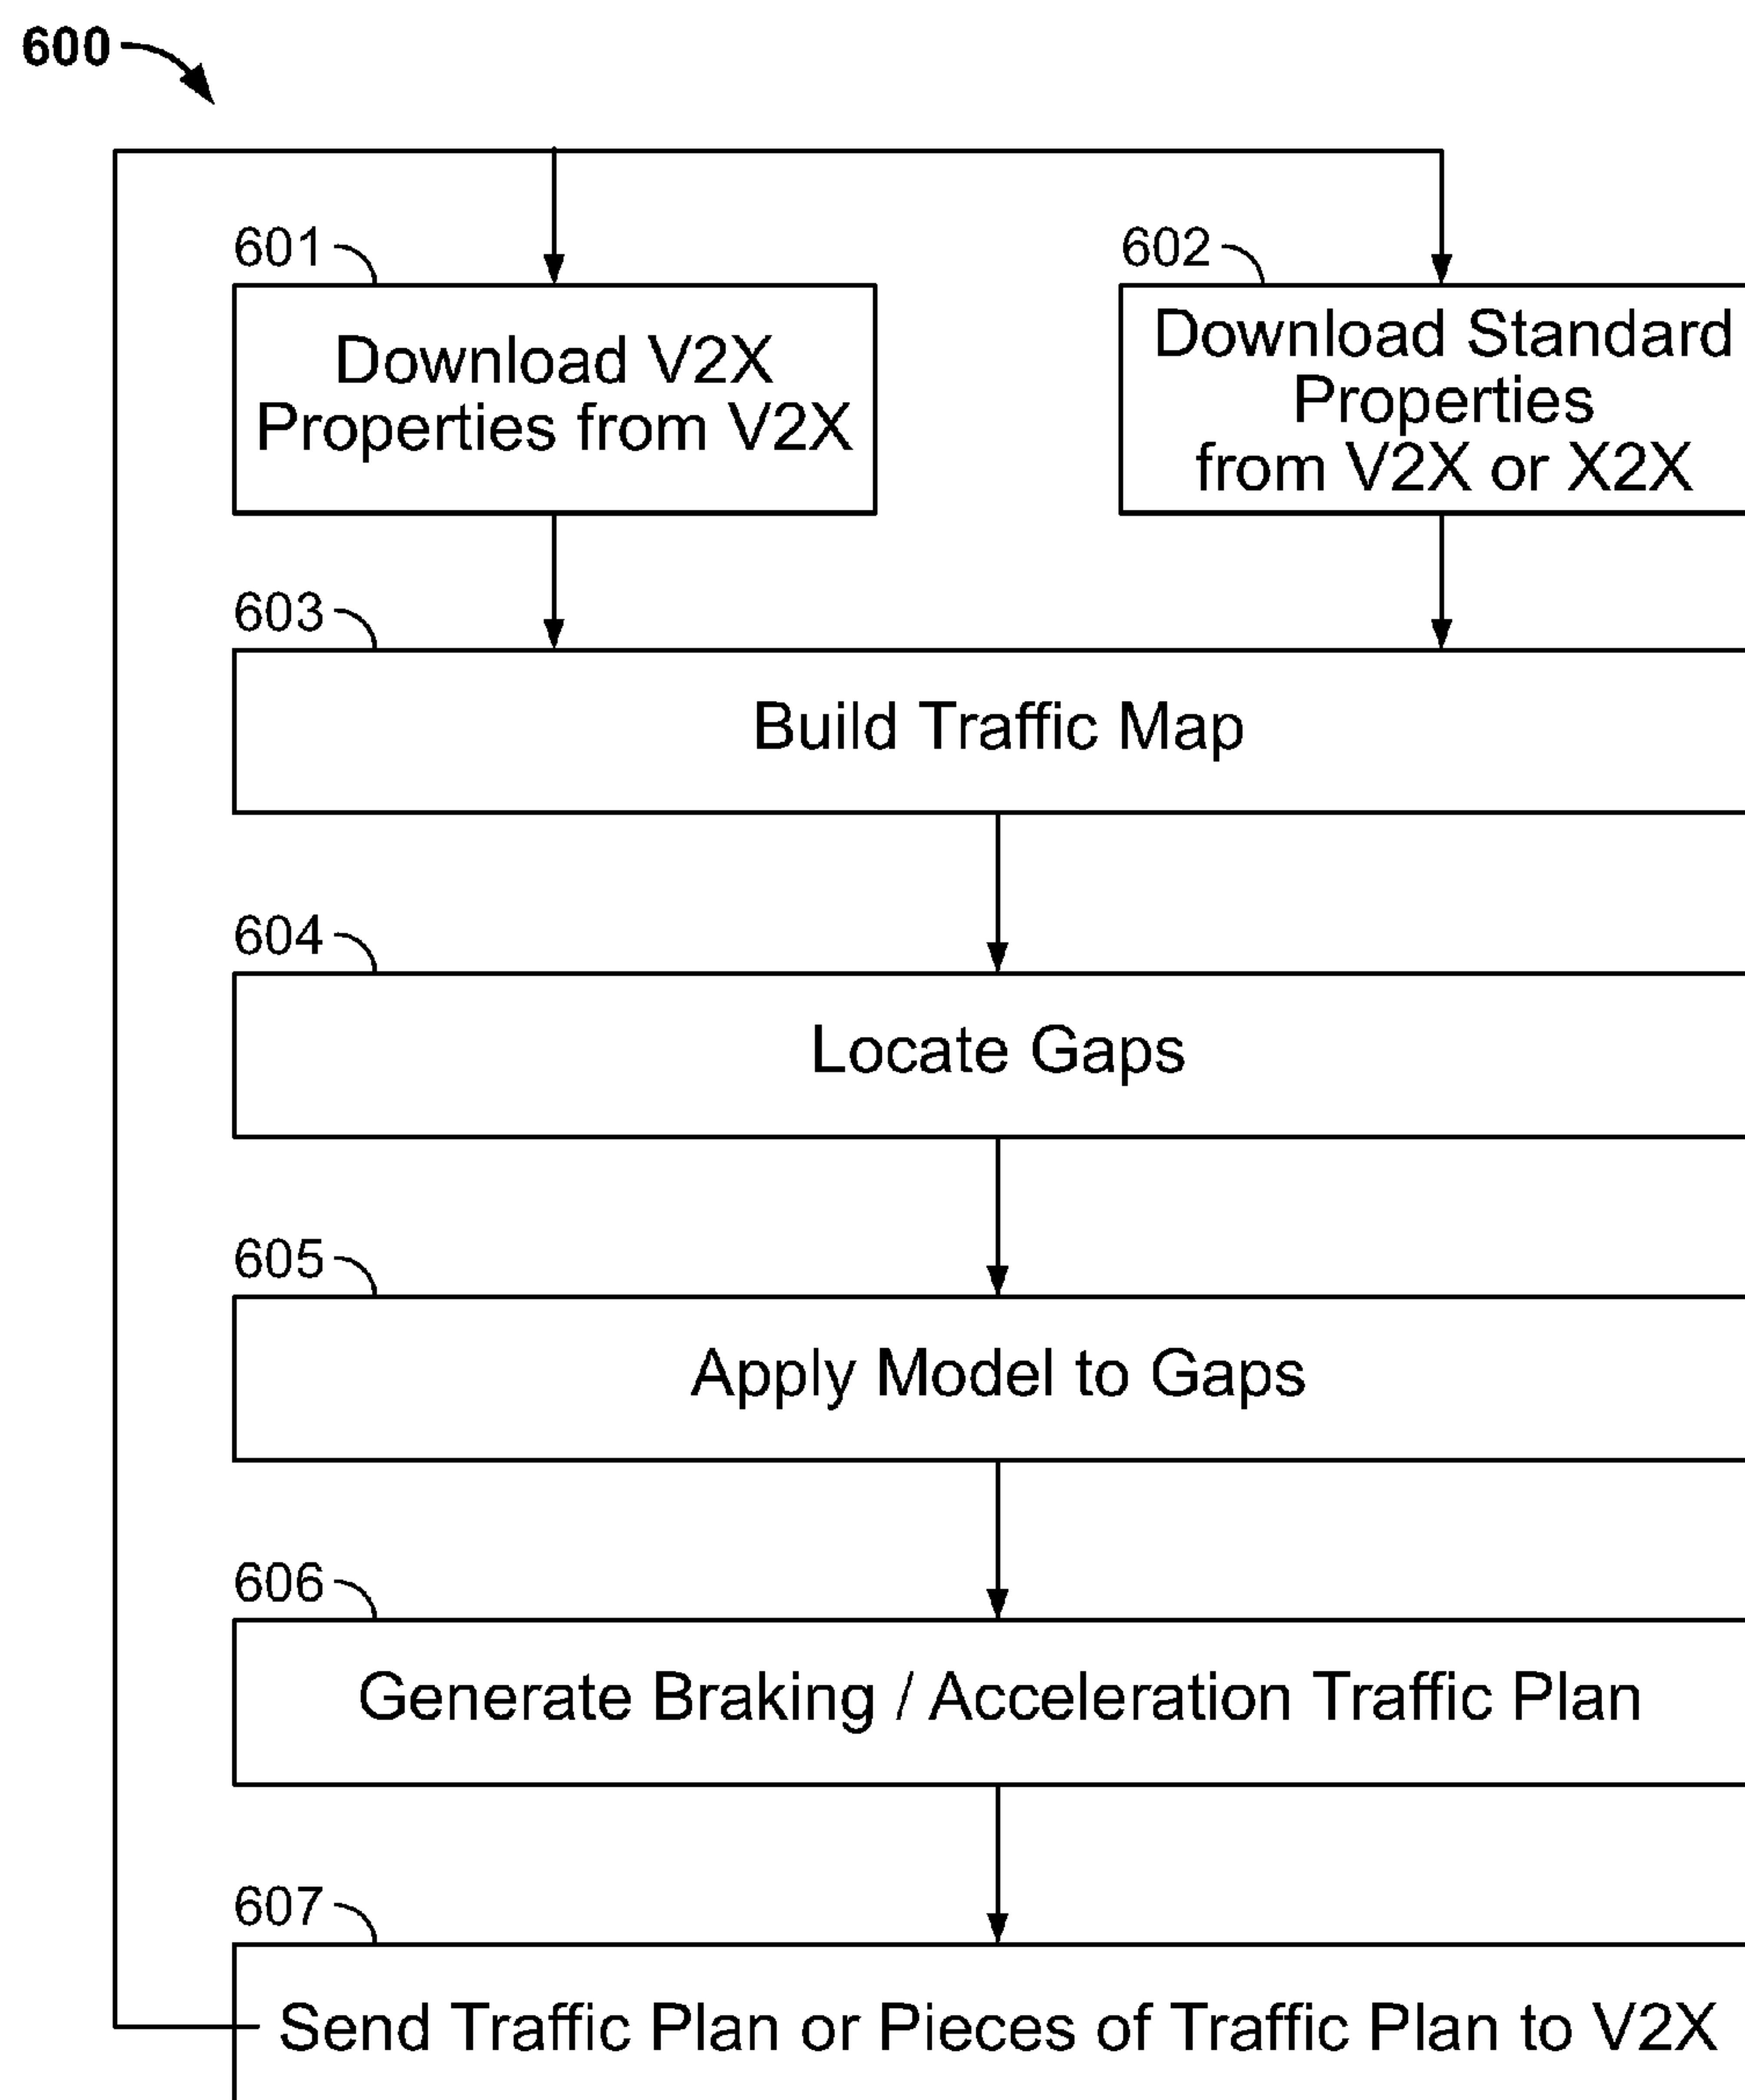 600
601
602
Download V2X
Properties from V2X
Download Standard
Properties
from V2X or X2X
603
Build Traffic Map
604
Locate Gaps
605
Apply Model to Gaps
606
Generate Braking / Acceleration Traffic Plan
607
Send Traffic Plan or Pieces of Traffic Plan to V2X